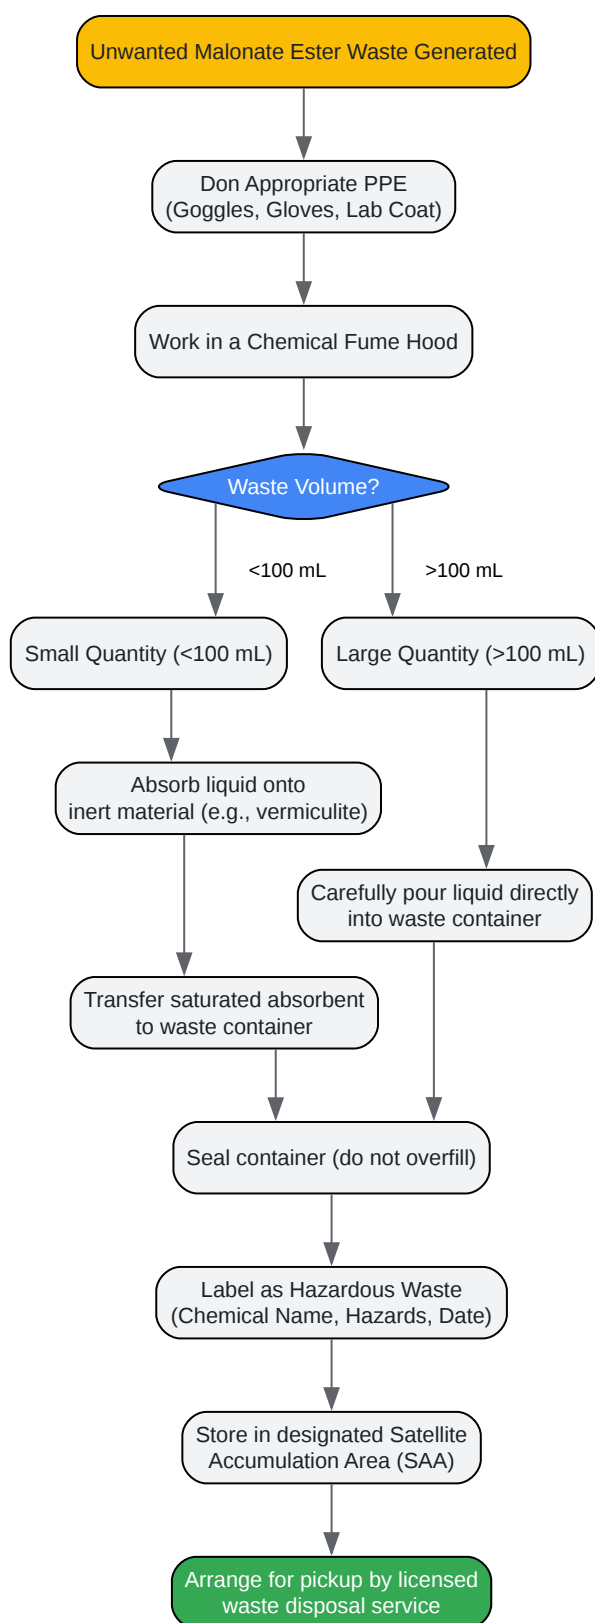 Unwanted Malonate Ester Waste Generated
Don Appropriate PPE
(Goggles, Gloves, Lab Coat)
Work in a Chemical Fume Hood
Waste Volume?
<100 mL
>100 mL
Small Quantity (<100 mL)
Large Quantity (>100 mL)
Absorb liquid onto
inert material (e.g., vermiculite)
Carefully pour liquid directly
into waste container
Transfer saturated absorbent
to waste container
Seal container (do not overfill)
Label as Hazardous Waste
(Chemical Name, Hazards, Date)
Store in designated Satellite
Accumulation Area (SAA)
Arrange for pickup by licensed
waste disposal service